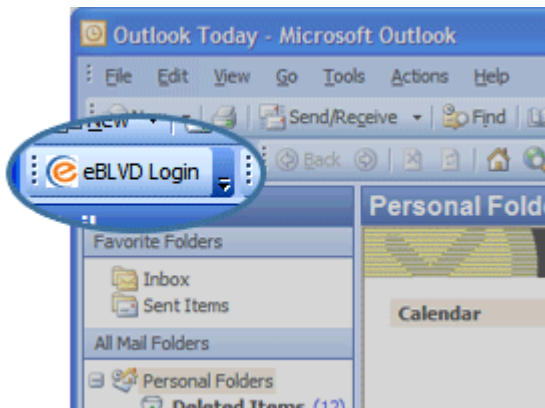 Outlook Today - Microsoft Outlook
File Edit View Go Tools Actions Help
New Send/Receive Find
eBLVD Login Back
Personal Fold
Favorite Folders
Inbox
Sent Items
Calendar
All Mail Folders
Personal Folders
Deleted Items (12)